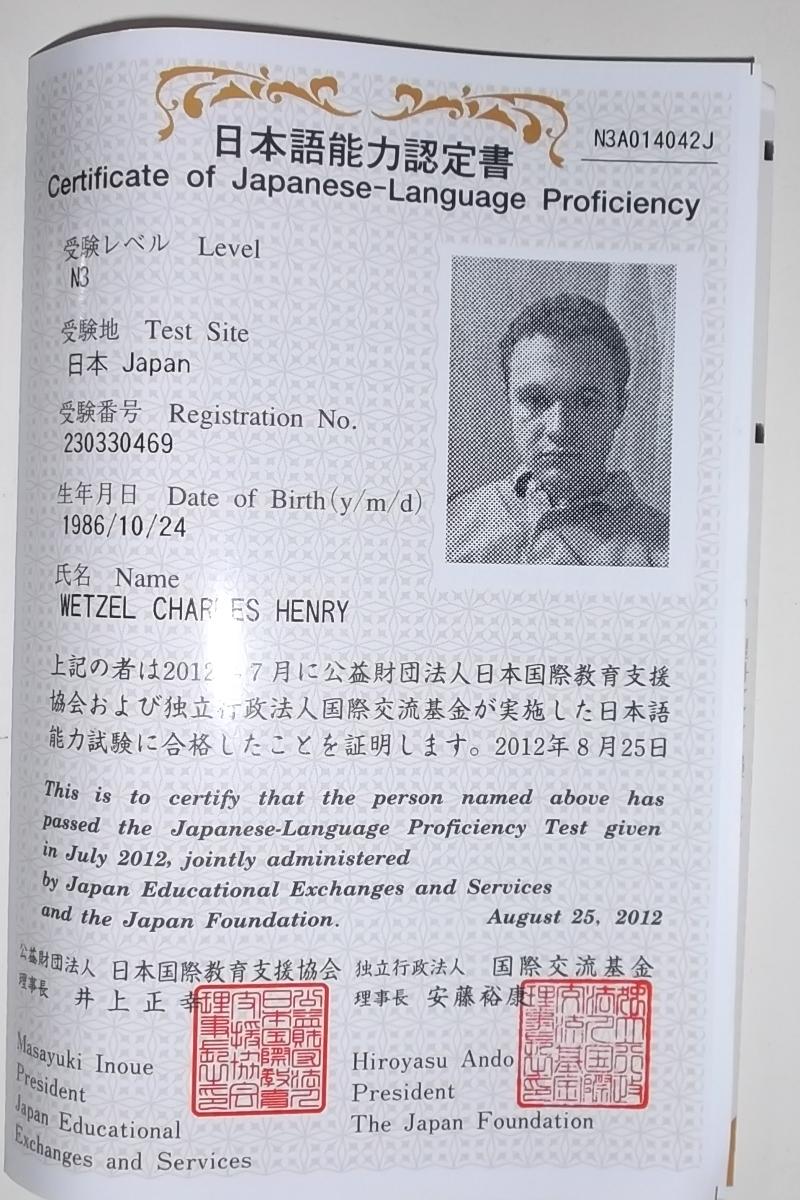 日本語能力認定書
N3A014042J
Certificate of Japanese-Language Proficiency
受験レベル Level
N3
受験地 Test Site
日本 Japan
受験番号 Registration No.
230330469
生年月日 Date of Birth(y/m/d)
1986/10/24
氏名 Name
WETZEL CHARLES HENRY
上記の者は2012年7月に公益財団法人日本国際教育支援
協会および独立行政法人国際交流基金が実施した日本語
能力試験に合格したことを証明します。2012年8月25日
This is to certify that the person named above has
passed the Japanese-Language Proficiency Test given
in July 2012, jointly administered
by Japan Educational Exchanges and Services
and the Japan Foundation. August 25, 2012
公益財団法人 日本国際教育支援協会
理事長 井上正幸
Masayuki Inoue
President
Japan Educational
Exchanges and Services
独立行政法人 国際交流基金
理事長 安藤裕康
Hiroyasu Ando
President
The Japan Foundation